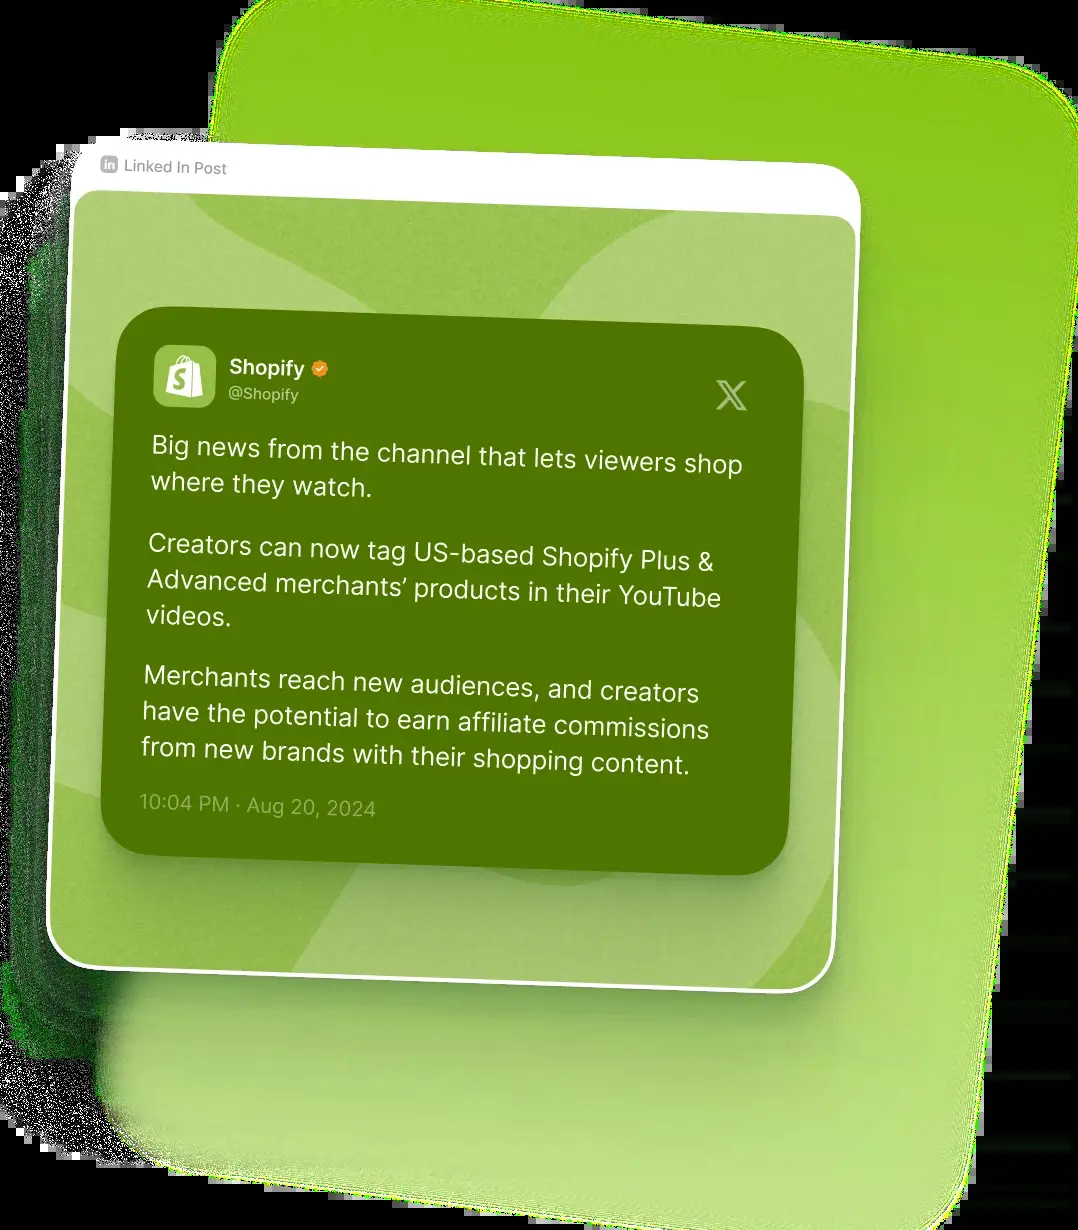 Linked In Post
Shopify
@Shopify
Big news from the channel that lets viewers shop
where they watch.
Creators can now tag US-based Shopify Plus &
Advanced merchants’ products in their YouTube
videos.
Merchants reach new audiences, and creators
have the potential to earn affiliate commissions
from new brands with their shopping content.
10:04 PM · Aug 20, 2024